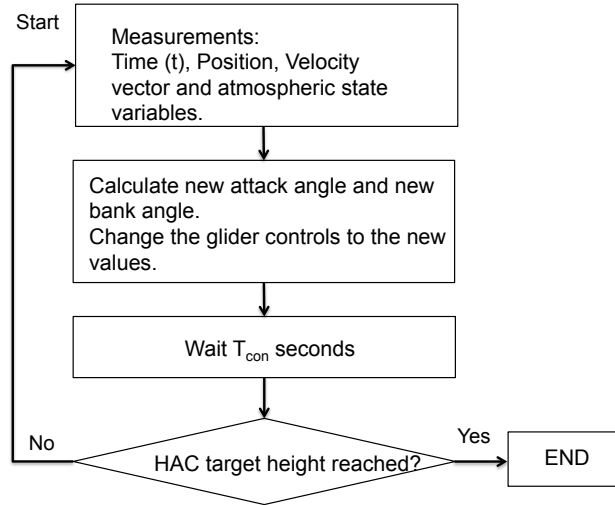 Start
Measurements:
Time (t), Position, Velocity
vector and atmospheric state
variables.
Calculate new attack angle and new
bank angle.
Change the glider controls to the new
values.
Wait T_con seconds
No
HAC target height reached?
Yes
END